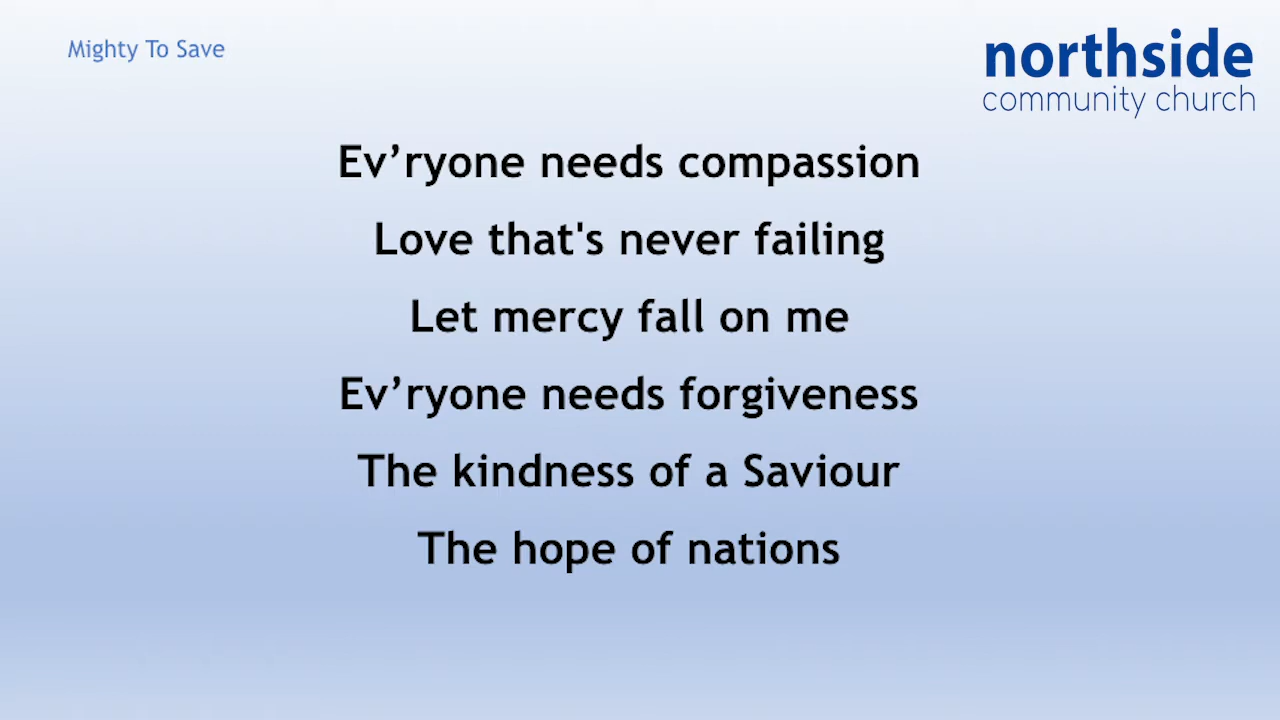 Mighty To Save
northside
community church
Ev’ryone needs compassion
Love that's never failing
Let mercy fall on me
Ev’ryone needs forgiveness
The kindness of a Saviour
The hope of nations